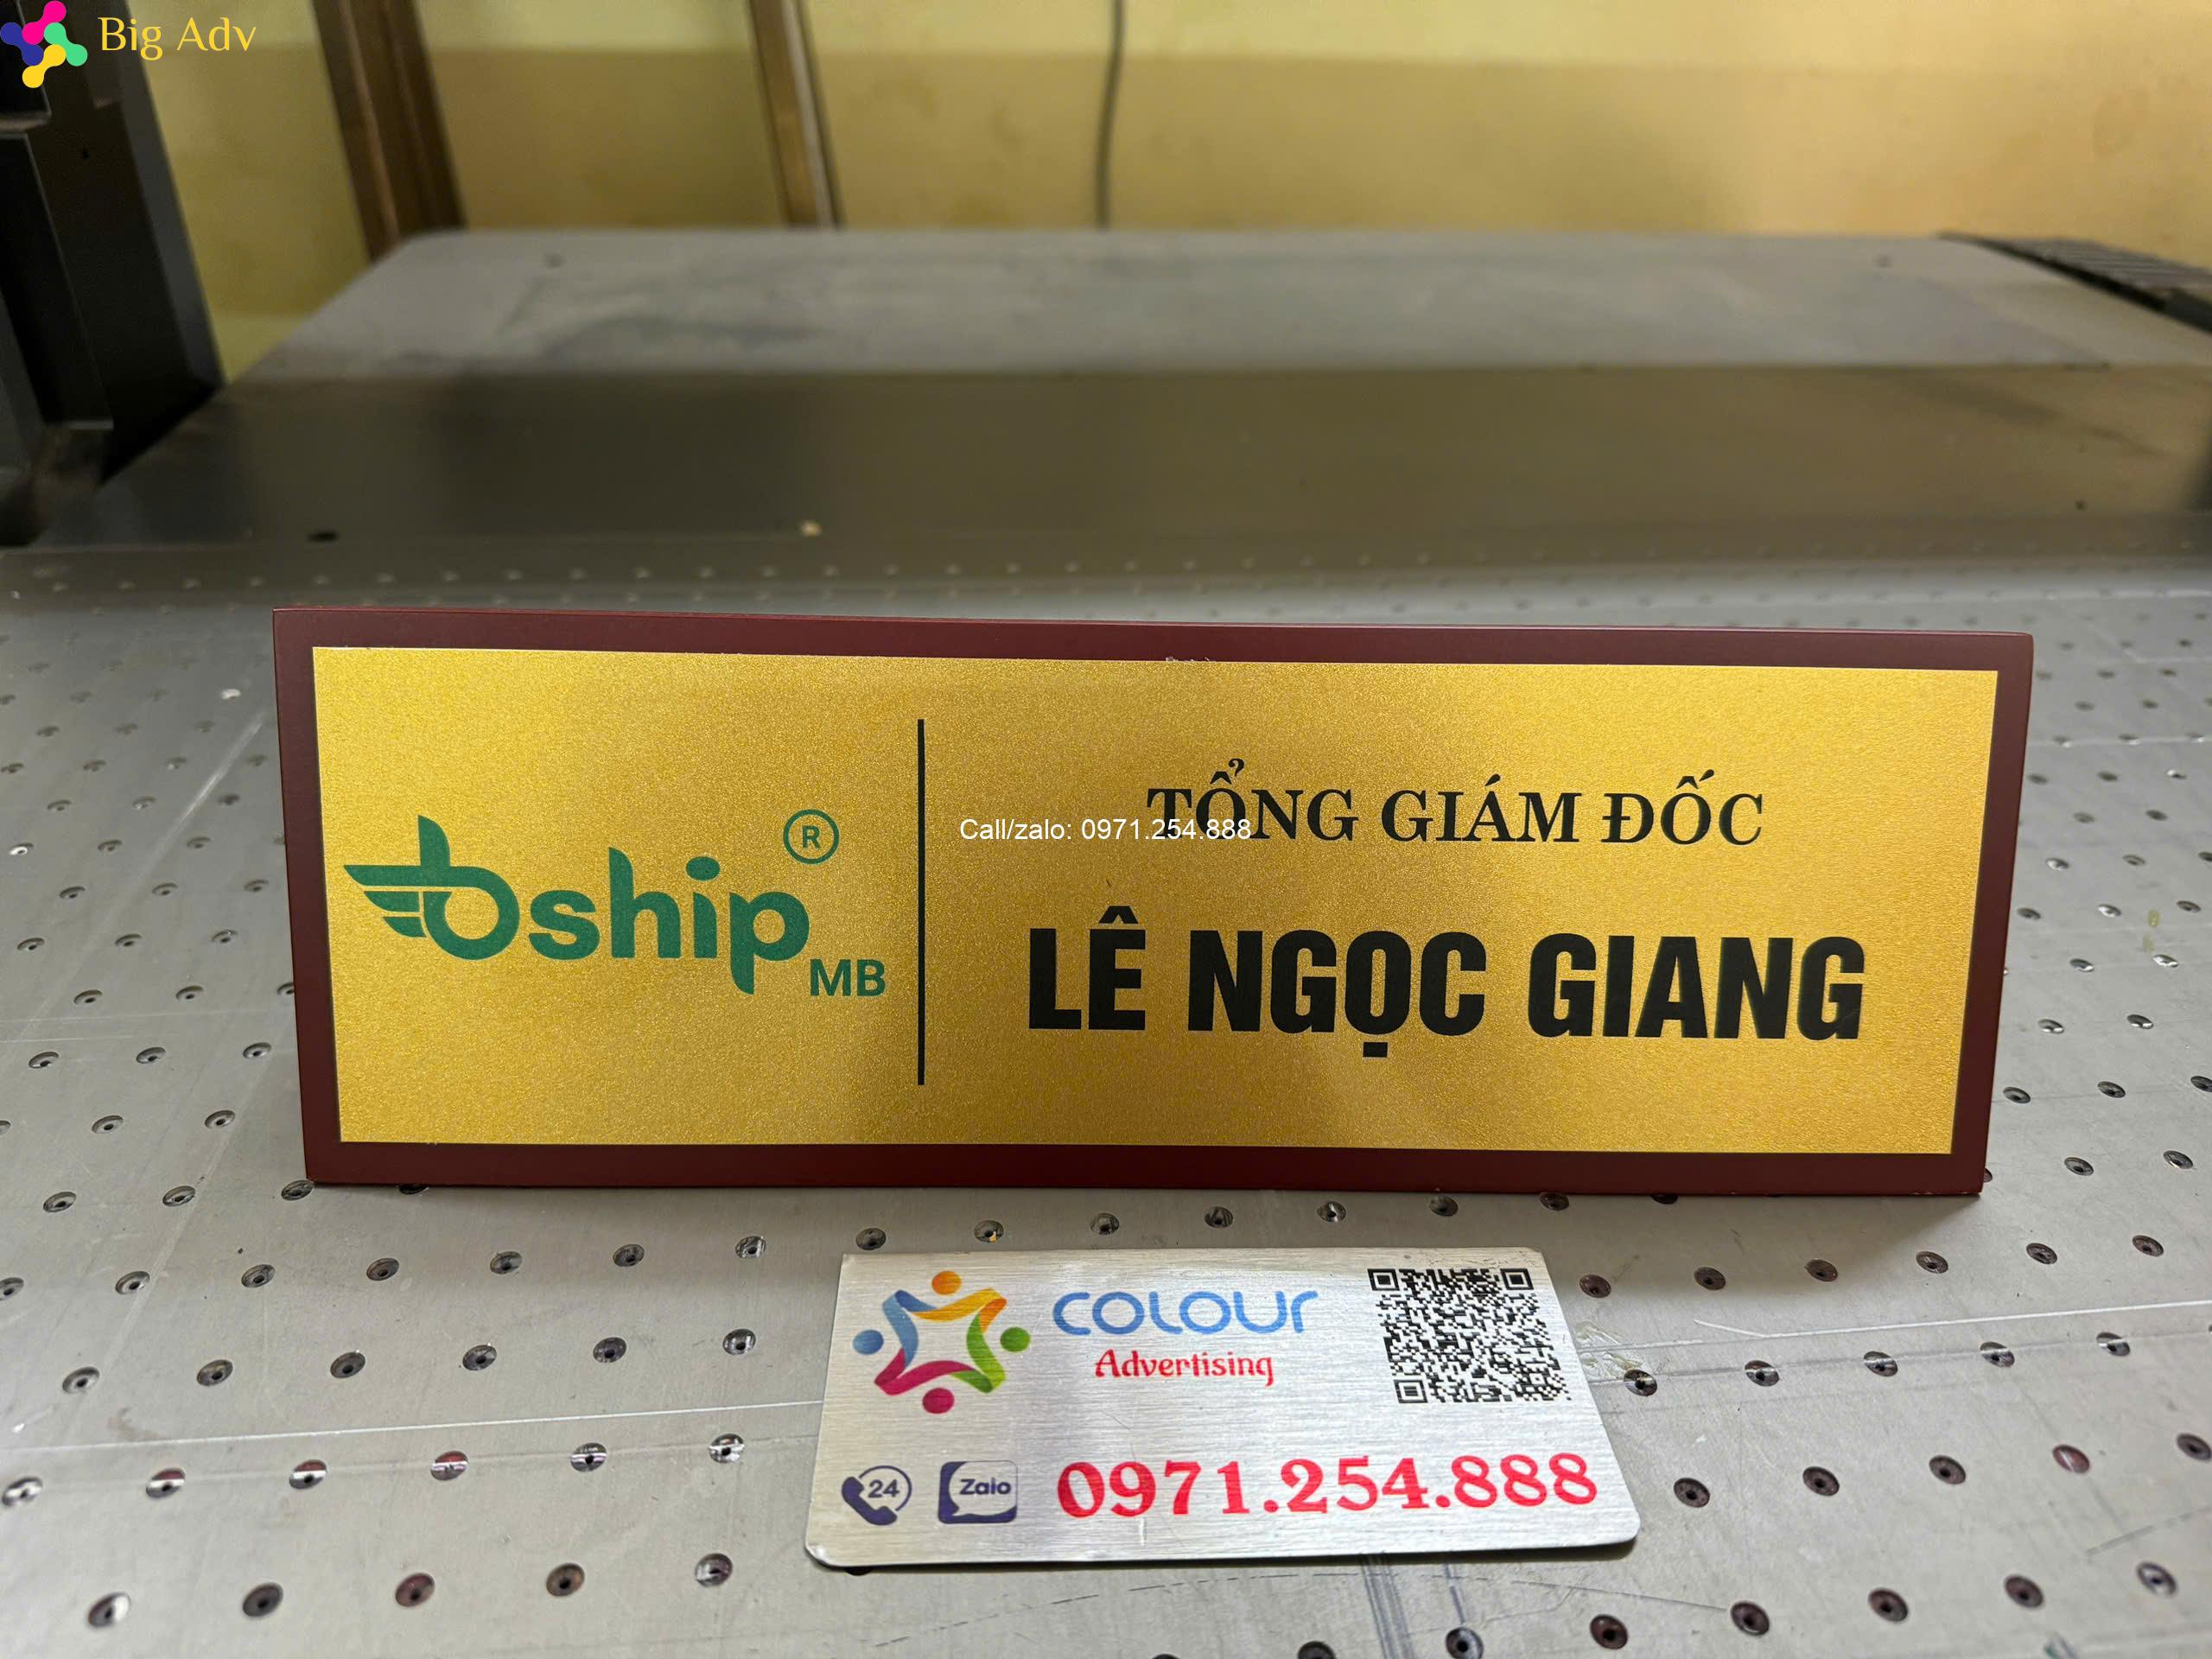 Big Adv
bship ®
MB
TỔNG GIÁM ĐỐC
Call/zalo: 0971.254.888
LÊ NGỌC GIANG
COLOUR
Advertising
24
Zalo
0971.254.888